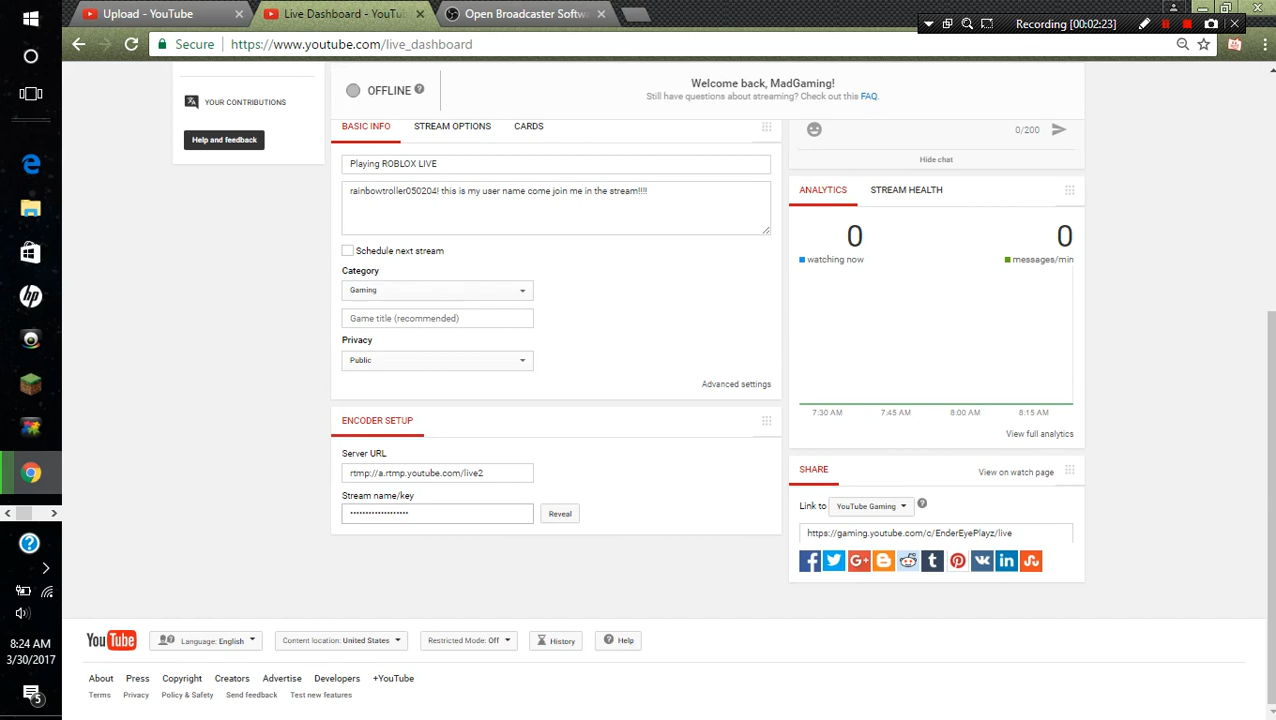 Upload - YouTube
Live Dashboard - YouTu
Open Broadcaster Softw
Recording [00:02:23]
Secure
https://www.youtube.com/live_dashboard
YOUR CONTRIBUTIONS
Help and feedback
OFFLINE
Welcome back, MadGaming!
Still have questions about streaming? Check out this FAQ.
BASIC INFO
STREAM OPTIONS
CARDS
0/200
Hide chat
Playing ROBLOX LIVE
rainbowtroller050204! this is my user name come join me in the stream!!!!
Schedule next stream
Category
Gaming
Game title (recommended)
Privacy
Public
Advanced settings
ANALYTICS
STREAM HEALTH
0
0
watching now
messages/min
7:30 AM
7:45 AM
8:00 AM
8:15 AM
View full analytics
ENCODER SETUP
Server URL
rtmp://a.rtmp.youtube.com/live2
Stream name/key
••••••••••••••••••••
Reveal
SHARE
View on watch page
Link to
YouTube Gaming
https://gaming.youtube.com/c/EnderEyePlayz/live
YouTube
Language: English
Content location: United States
Restricted Mode: Off
History
Help
About
Press
Copyright
Creators
Advertise
Developers
+YouTube
Terms
Privacy
Policy & Safety
Send feedback
Test new features
hp
8:24 AM
3/30/2017
5